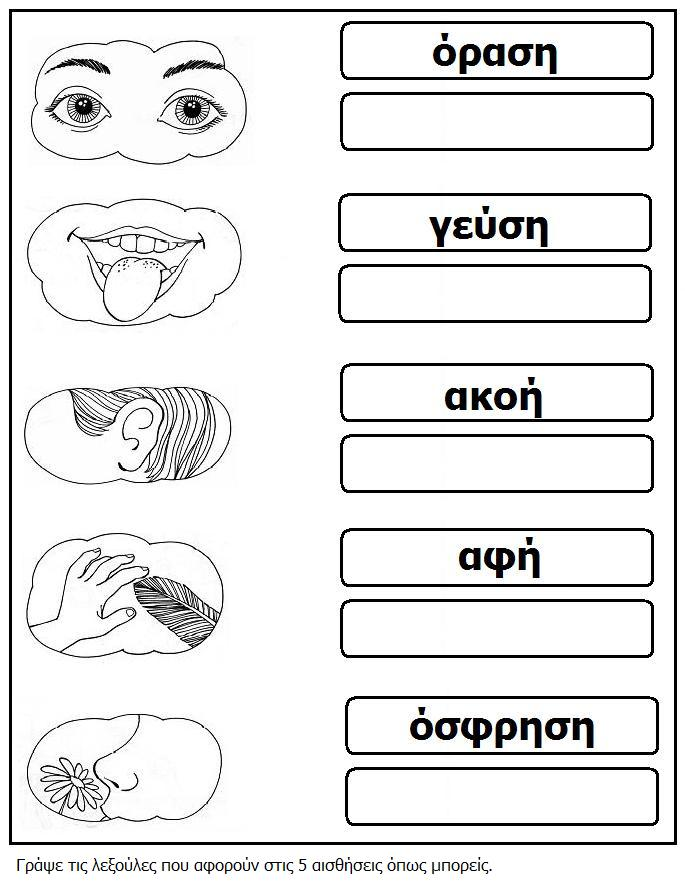 όραση
γεύση
ακοή
αφή
όσφρηση
Γράψε τις λεξούλες που αφορούν στις 5 αισθήσεις όπως μπορείς.